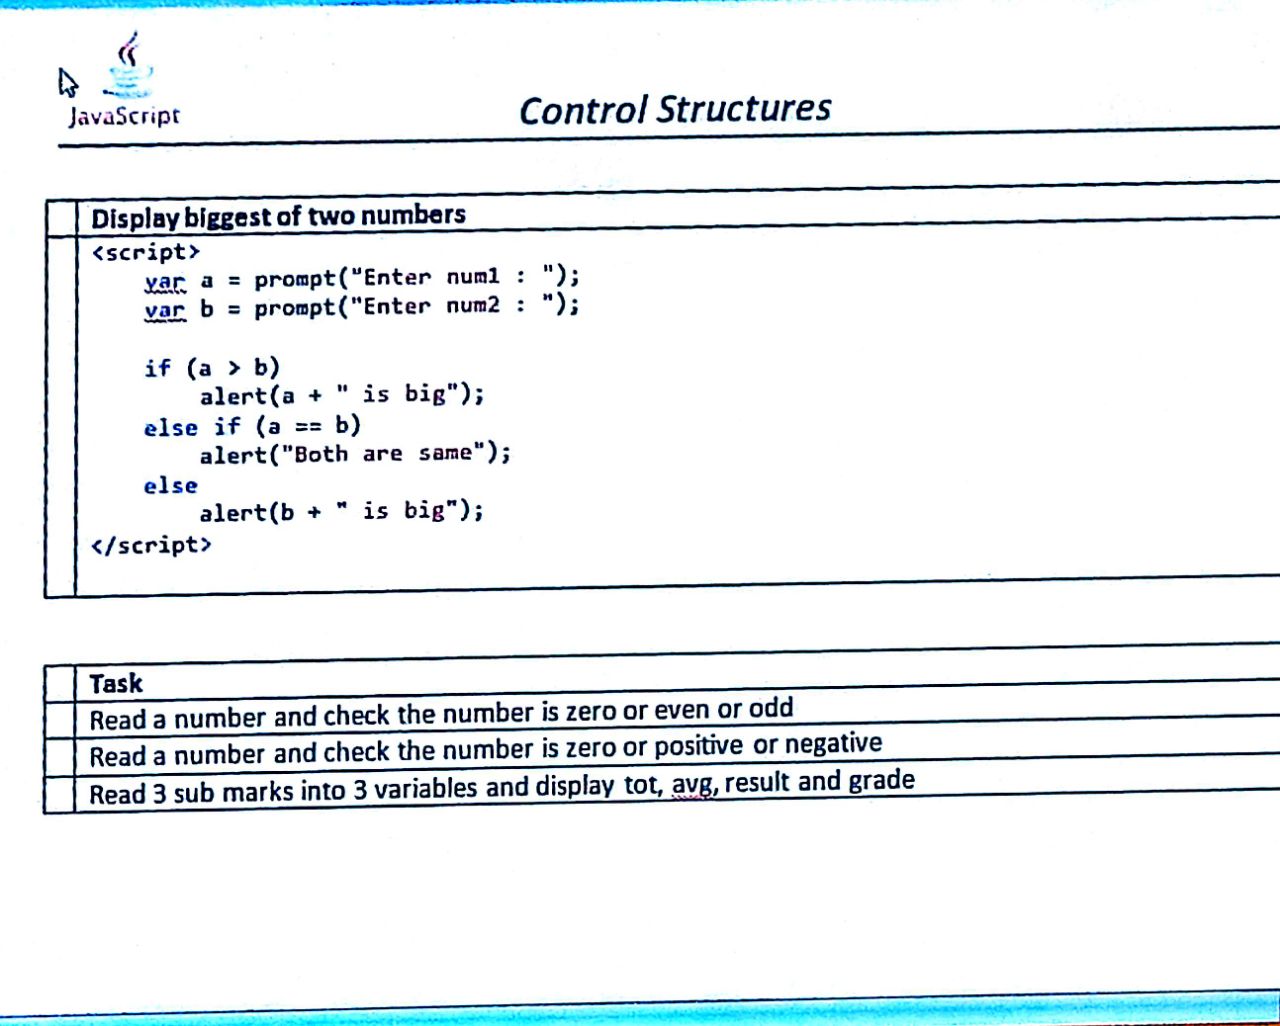 JavaScript
Control Structures
Display biggest of two numbers
<script>
var a = prompt("Enter num1 : ");
var b = prompt("Enter num2 : ");
if (a > b)
alert(a + " is big");
else if (a == b)
alert("Both are same");
else
alert(b + " is big");
</script>
Task
Read a number and check the number is zero or even or odd
Read a number and check the number is zero or positive or negative
Read 3 sub marks into 3 variables and display tot, avg, result and grade